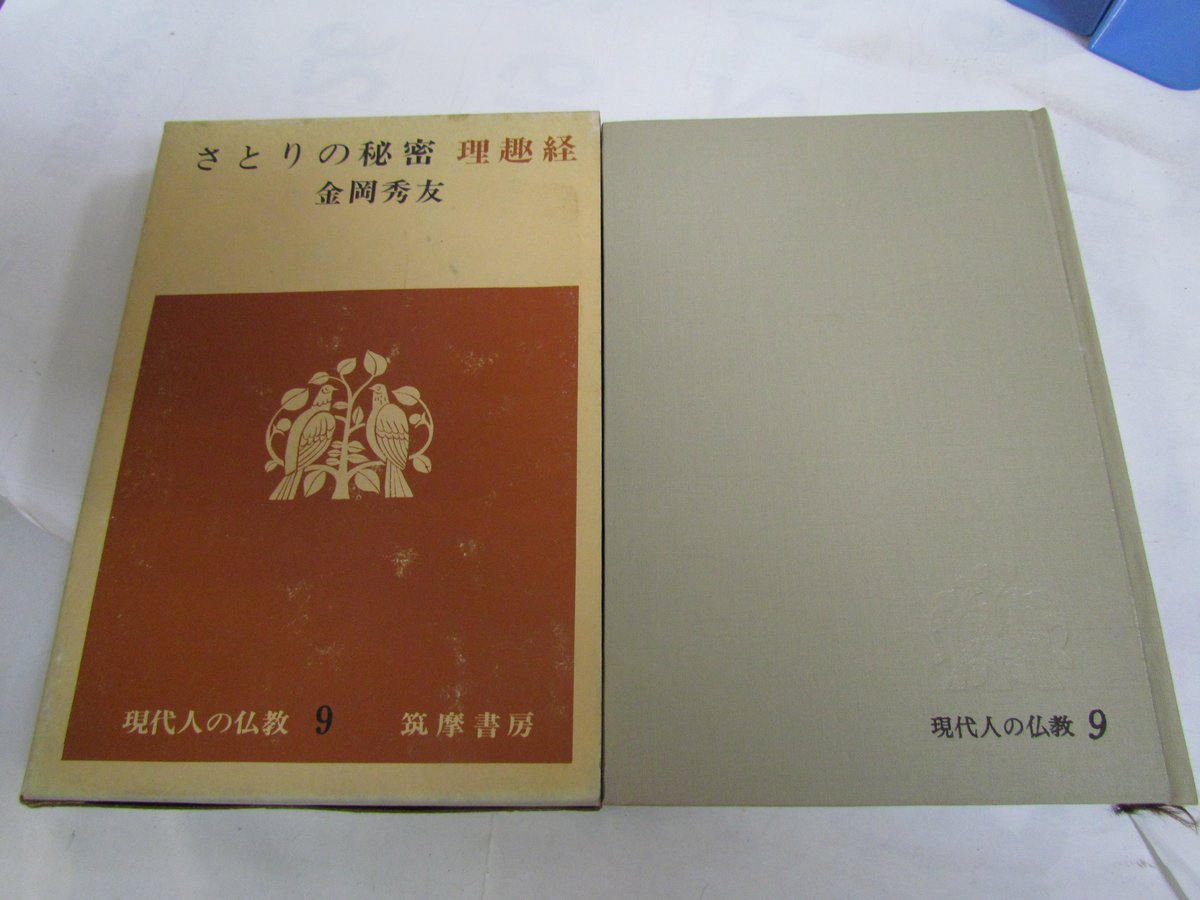 さとりの秘密 理趣経
金岡秀友
現代人の仏教 9 筑摩書房
現代人の仏教 9